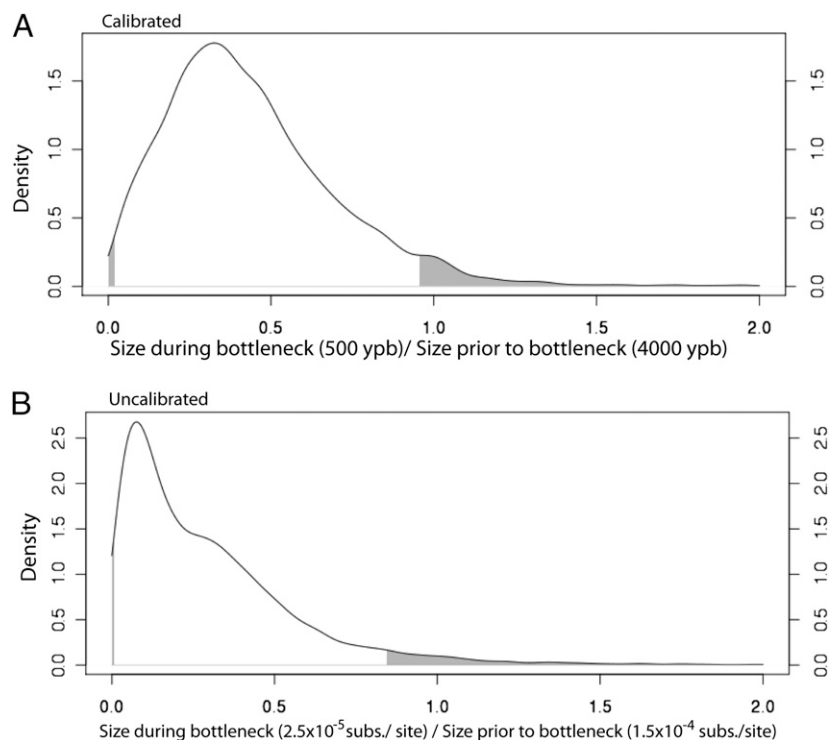 A
Calibrated
Density
0.0 0.5 1.0 1.5
0.0 0.5 1.0 1.5
0.0 0.5 1.0 1.5 2.0
Size during bottleneck (500 ypb)/ Size prior to bottleneck (4000 ypb)
B
Uncalibrated
Density
0.0 0.5 1.0 1.5 2.0 2.5
0.0 0.5 1.0 1.5 2.0 2.5
0.0 0.5 1.0 1.5 2.0
Size during bottleneck (2.5x10⁻⁵ subs./ site) / Size prior to bottleneck (1.5x10⁻⁴ subs./site)